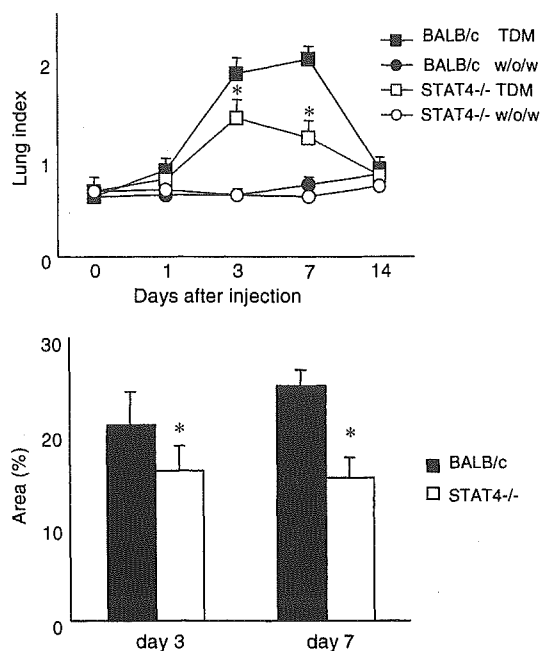 2
1
0
Lung index
*
*
BALB/c TDM
BALB/c w/o/w
STAT4-/- TDM
STAT4-/- w/o/w
0 1 3 7 14
Days after injection
30
20
10
0
Area (%)
*
*
BALB/c
STAT4-/-
day 3 day 7